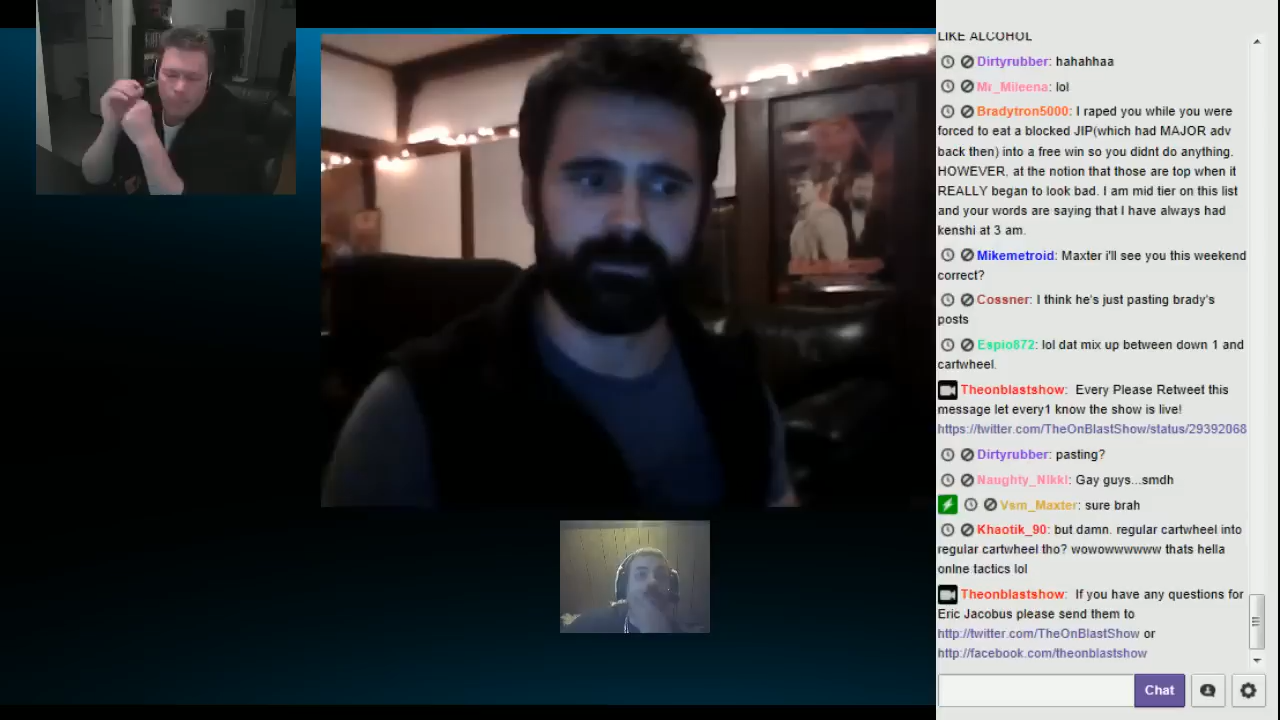 LIKE ALCOHOL
Dirtyrubber: hahahhaa
Mr_Mileena: lol
Bradytron5000: I raped you while you were
forced to eat a blocked JIP(which had MAJOR adv
back then) into a free win so you didnt do anything.
HOWEVER, at the notion that those are top when it
REALLY began to look bad. I am mid tier on this list
and your words are saying that I have always had
kenshi at 3 am.
Mikemetroid: Maxter i'll see you this weekend
correct?
Cossner: I think he's just pasting brady's
posts
Espio872: lol dat mix up between down 1 and
cartwheel.
Theonblastshow: Every Please Retweet this
message let every1 know the show is live!
https://twitter.com/TheOnBlastShow/status/29392068
Dirtyrubber: pasting?
Naughty_Nikki: Gay guys...smdh
Vsm_Maxter: sure brah
Khaotik_90: but damn. regular cartwheel into
regular cartwheel tho? wowowwwwww thats hella
onlne tactics lol
Theonblastshow: If you have any questions for
Eric Jacobus please send them to
http://twitter.com/TheOnBlastShow or
http://facebook.com/theonblastshow
Chat